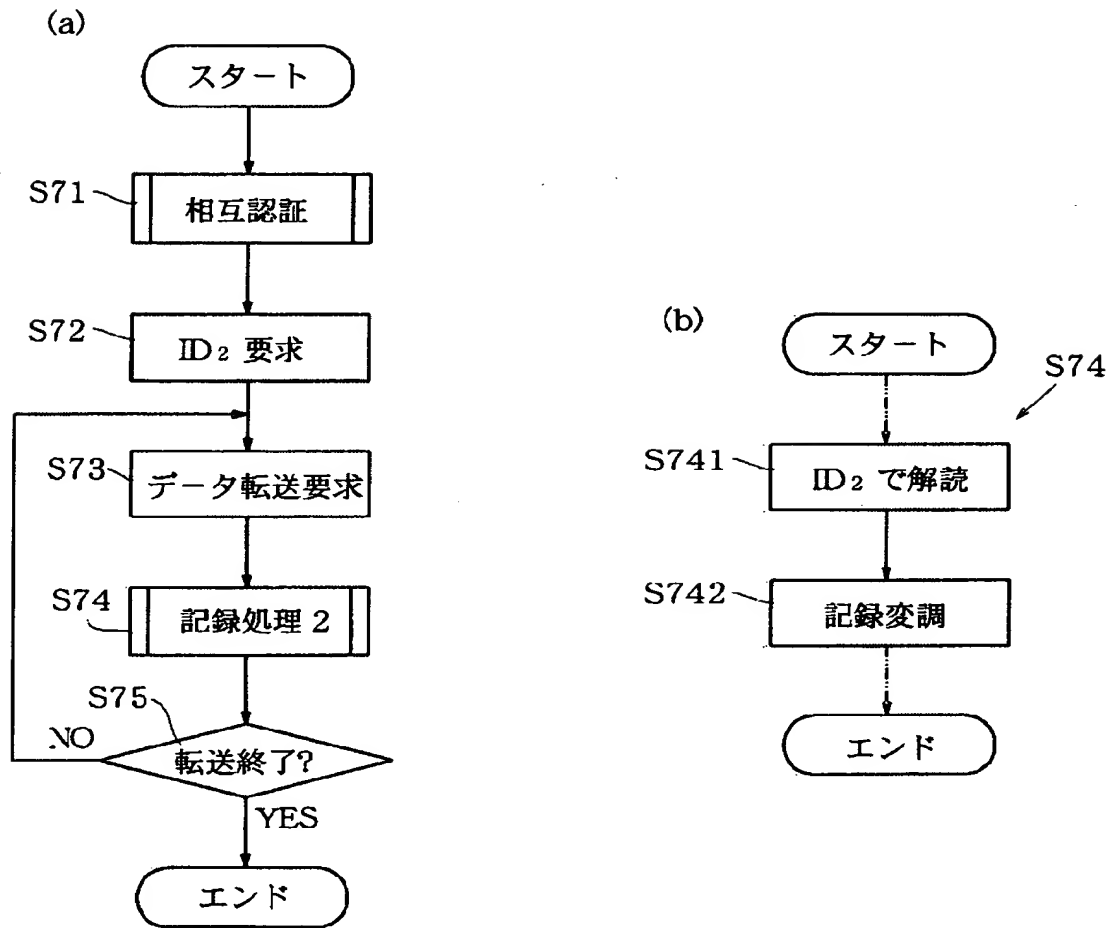 (a)
スタート
S71
相互認証
S72
ID₂ 要求
S73
データ転送要求
S74
記録処理 2
S75
転送終了?
NO
YES
エンド
(b)
スタート
S74
S741
ID₂ で解読
S742
記録変調
エンド